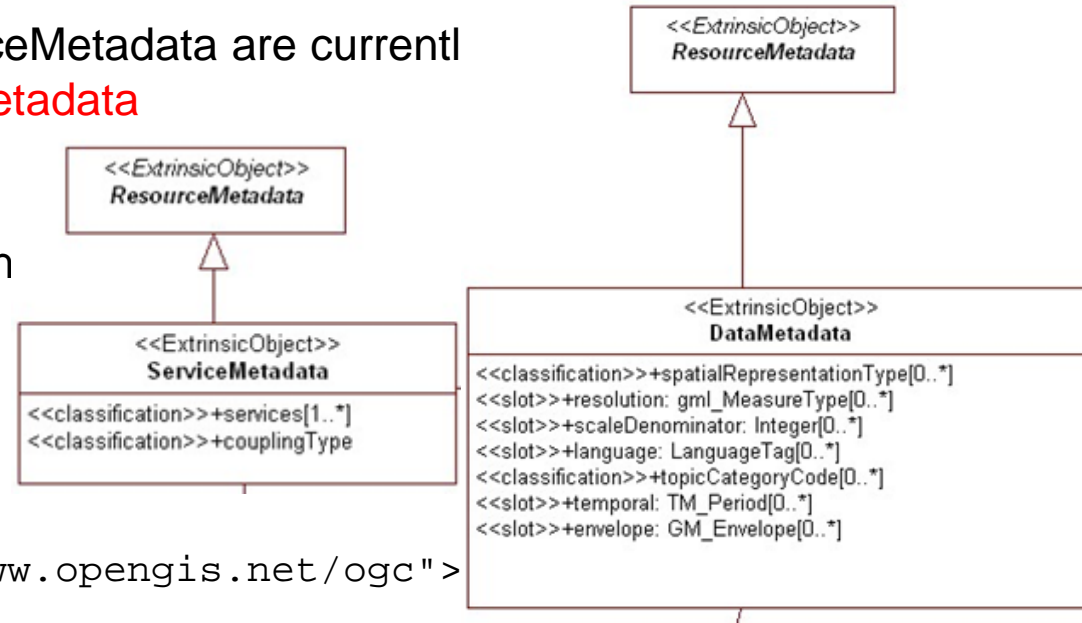 ceMetadata are currentl
etadata
<<ExtrinsicObject>>
ResourceMetadata
n
<<ExtrinsicObject>>
ServiceMetadata
<<classification>>+services[1..*]
<<classification>>+couplingType
ww.opengis.net/ogc">
<<ExtrinsicObject>>
ResourceMetadata
<<ExtrinsicObject>>
DataMetadata
<<classification>>+spatialRepresentationType[0..*]
<<slot>>+resolution: gml_MeasureType[0..*]
<<slot>>+scaleDenominator: Integer[0..*]
<<slot>>+language: LanguageTag[0..*]
<<classification>>+topicCategoryCode[0..*]
<<slot>>+temporal: TM_Period[0..*]
<<slot>>+envelope: GM_Envelope[0..*]